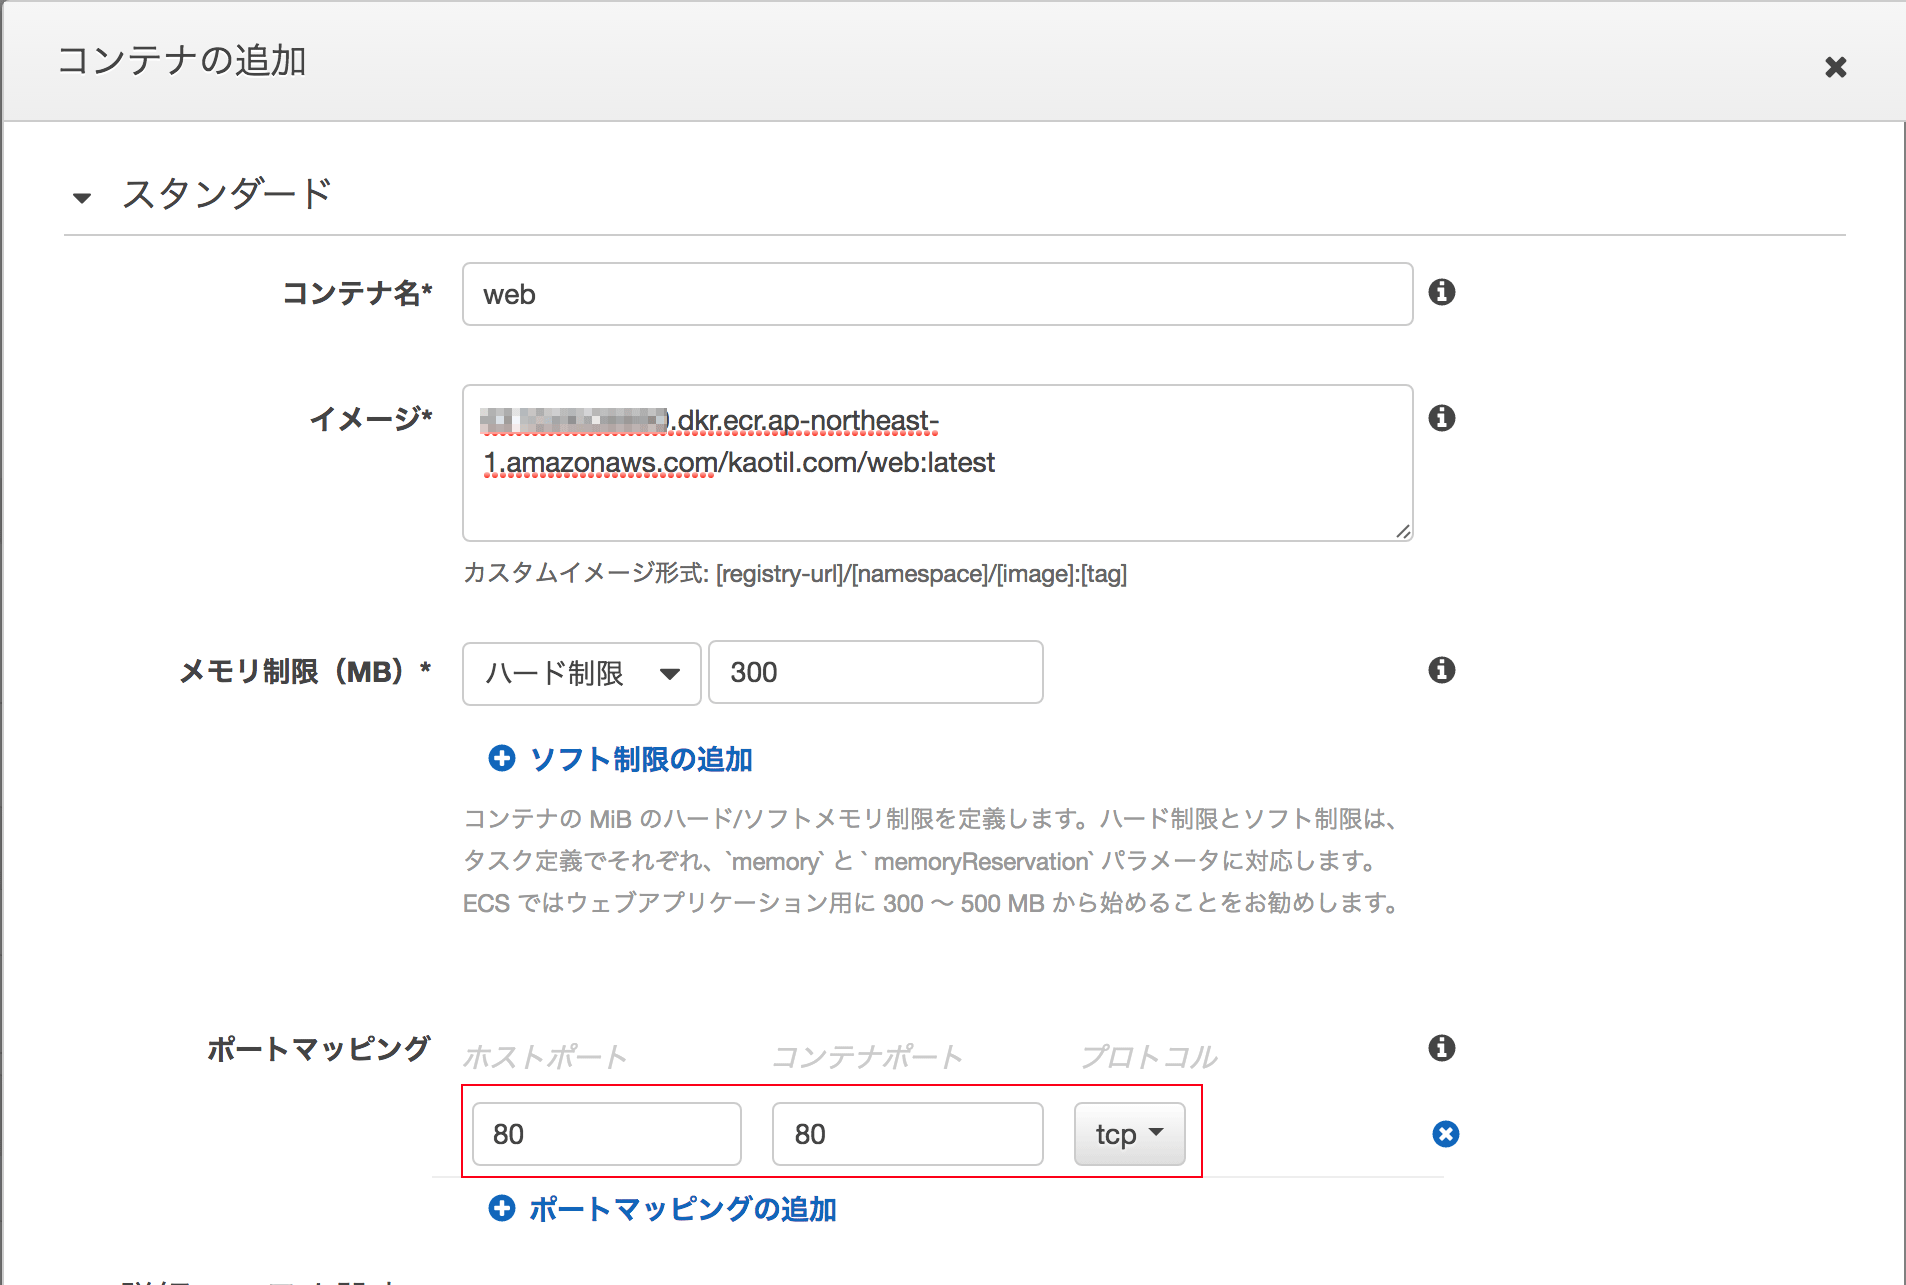 コンテナの追加
スタンダード
コンテナ名*
web
イメージ*
.dkr.ecr.ap-northeast-
1.amazonaws.com/kaotil.com/web:latest
カスタムイメージ形式: [registry-url]/[namespace]/[image]:[tag]
メモリ制限（MB）*
ハード制限
300
ソフト制限の追加
コンテナの MiB のハード/ソフトメモリ制限を定義します。ハード制限とソフト制限は、
タスク定義でそれぞれ、`memory` と ` memoryReservation` パラメータに対応します。
ECS ではウェブアプリケーション用に 300 〜 500 MB から始めることをお勧めします。
ポートマッピング
ホストポート
コンテナポート
プロトコル
80
80
tcp
ポートマッピングの追加